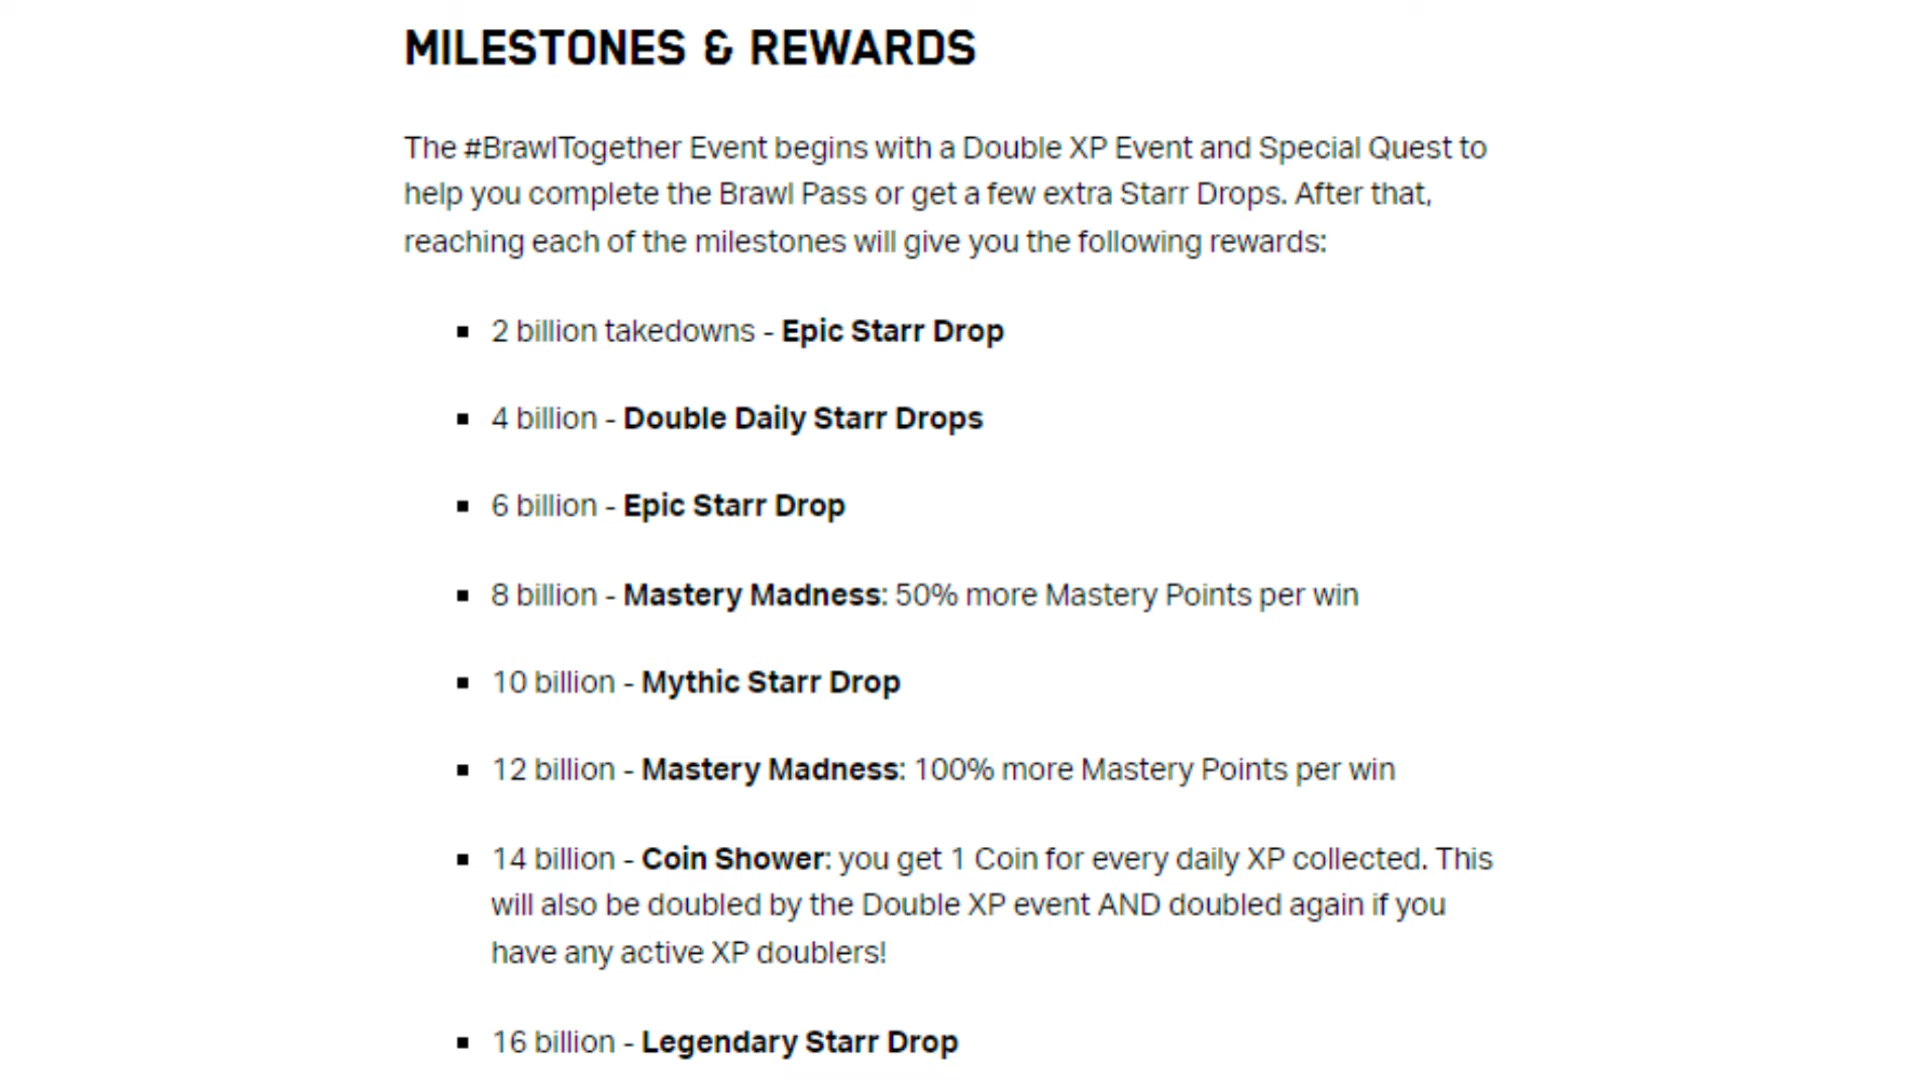 MILESTONES & REWARDS
The #BrawlTogether Event begins with a Double XP Event and Special Quest to
help you complete the Brawl Pass or get a few extra Starr Drops. After that,
reaching each of the milestones will give you the following rewards:
▪ 2 billion takedowns - Epic Starr Drop
▪ 4 billion - Double Daily Starr Drops
▪ 6 billion - Epic Starr Drop
▪ 8 billion - Mastery Madness: 50% more Mastery Points per win
▪ 10 billion - Mythic Starr Drop
▪ 12 billion - Mastery Madness: 100% more Mastery Points per win
▪ 14 billion - Coin Shower: you get 1 Coin for every daily XP collected. This
will also be doubled by the Double XP event AND doubled again if you
have any active XP doublers!
▪ 16 billion - Legendary Starr Drop